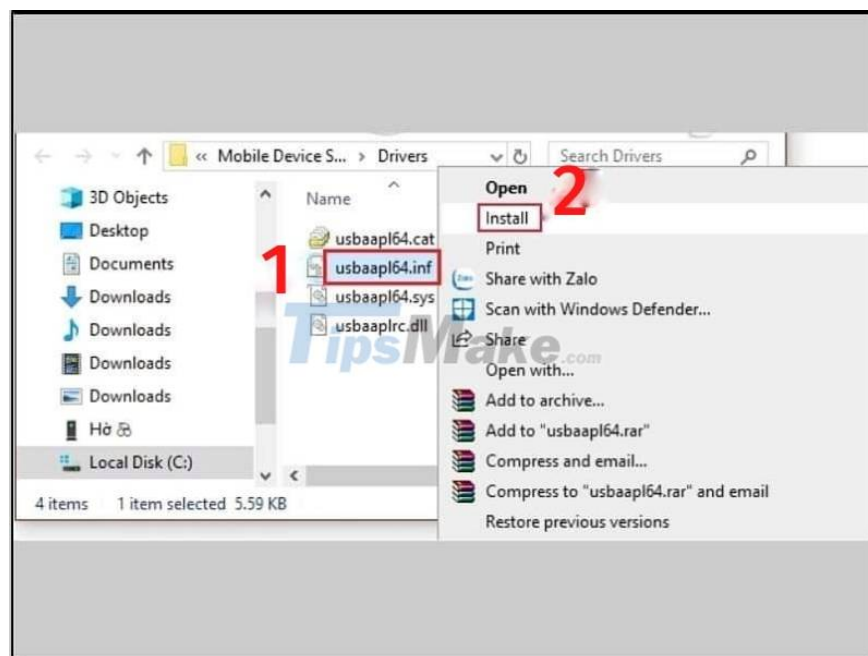 « Mobile Device S... > Drivers
Search Drivers
3D Objects
Desktop
Documents
Downloads
Downloads
Downloads
Downloads
Hờ
Local Disk (C:)
Name
usbaapl64.cat
1
usbaapl64.inf
usbaapl64.sys
usbaaplrc.dll
TipsMake.com
4 items 1 item selected 5.59 KB
Open
2
Install
Print
Zalo
Share with Zalo
Scan with Windows Defender...
Share
Open with...
Add to archive...
Add to "usbaapl64.rar"
Compress and email...
Compress to "usbaapl64.rar" and email
Restore previous versions